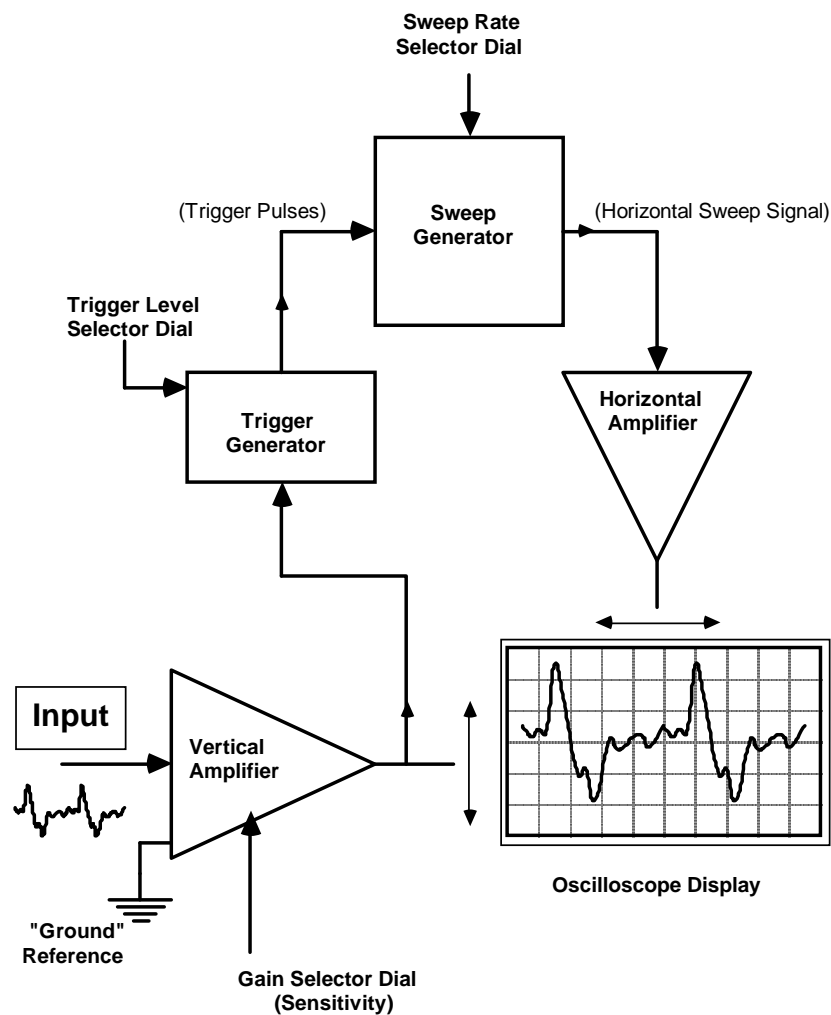 Sweep Rate
Selector Dial
(Trigger Pulses)
Sweep
Generator
(Horizontal Sweep Signal)
Trigger Level
Selector Dial
Trigger
Generator
Horizontal
Amplifier
Input
Vertical
Amplifier
Oscilloscope Display
"Ground"
Reference
Gain Selector Dial
(Sensitivity)